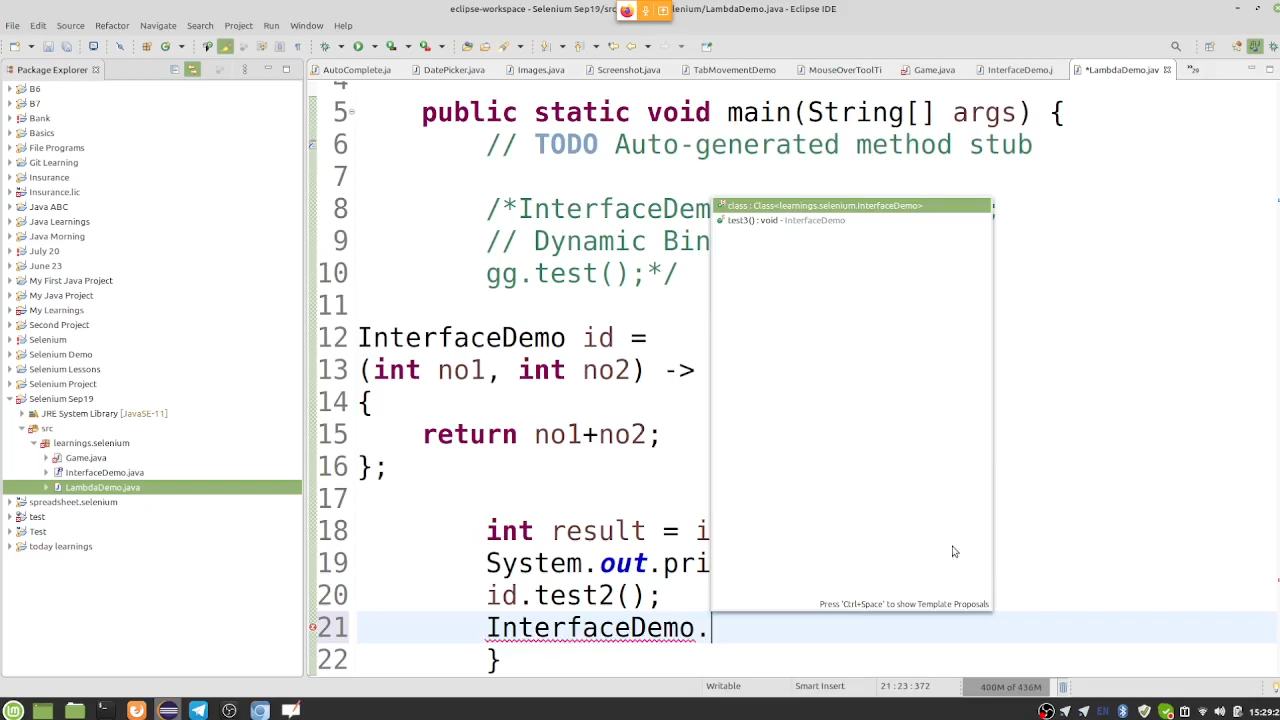 eclipse-workspace - Selenium Sep19/src
lenium/LambdaDemo.java - Eclipse IDE
File Edit Source Refactor Navigate Search Project Run Window Help
Package Explorer
AutoComplete.ja
DatePicker.java
Images.java
Screenshot.java
TabMovementDemo
MouseOverToolTi
Game.java
InterfaceDemo.j
*LambdaDemo.jav
29
B6
B7
Bank
Basics
File Programs
Git Learning
Insurance
Insurance.lic
Java ABC
Java Learnings
Java Morning
July 20
June 23
My First Java Project
My Java Project
My Learnings
Second Project
Selenium
Selenium Demo
Selenium Lessons
Selenium Project
Selenium Sep19
JRE System Library [JavaSE-11]
src
learnings.selenium
Game.java
InterfaceDemo.java
LambdaDemo.java
spreadsheet.selenium
test
Test
today learnings
4
5 public static void main(String[] args) {
6 // TODO Auto-generated method stub
7
8 /*InterfaceDem
9 // Dynamic Bin
10 gg.test();*/
11
12 InterfaceDemo id =
13 (int no1, int no2) ->
14 {
15 return no1+no2;
16 };
17
18 int result = i
19 System.out.pri
20 id.test2();
21 InterfaceDemo.
22 }
class : Class<learnings.selenium.InterfaceDemo>
test3() : void - InterfaceDemo
Press 'Ctrl+Space' to show Template Proposals
Writable Smart Insert 21 : 23 : 372 400M of 436M
EN 15:29:2